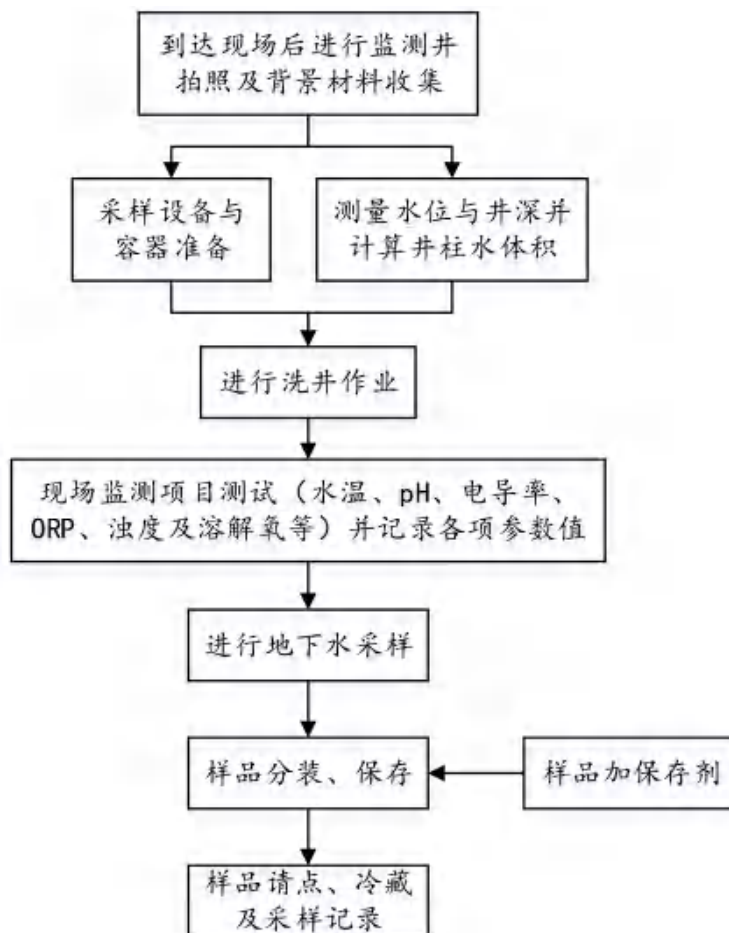 到达现场后进行监测井
拍照及背景材料收集
采样设备与
容器准备
测量水位与井深并
计算井柱水体积
进行洗井作业
现场监测项目测试（水温、pH、电导率、
ORP、浊度及溶解氧等）并记录各项参数值
进行地下水采样
样品分装、保存
样品加保存剂
样品请点、冷藏
及采样记录